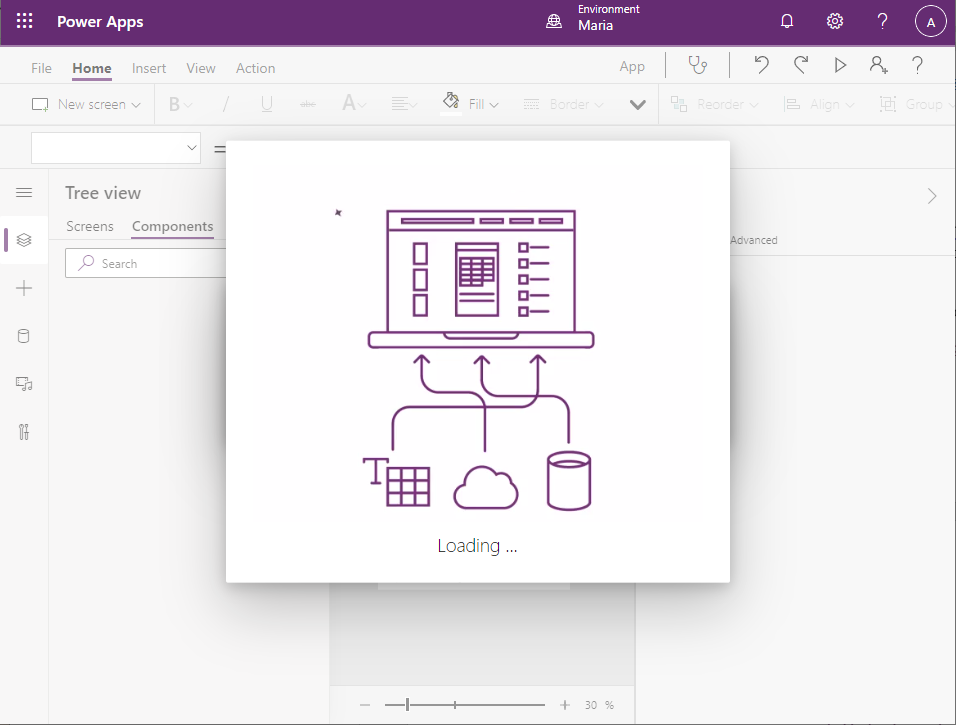 Power Apps
Environment
Maria
A
File Home Insert View Action App
New screen B / U abc A Fill Border Reorder Align Group
=
Tree view
Screens Components
Advanced
Search
T
Loading ...
30 %